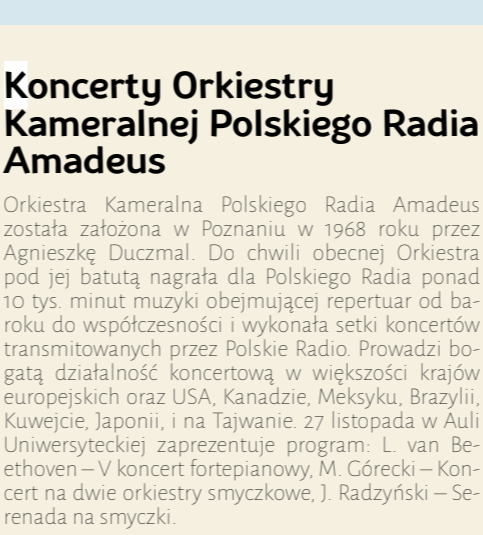 Koncerty Orkiestry
Kameralnej Polskiego Radia
Amadeus
Orkiestra Kameralna Polskiego Radia Amadeus
została założona w Poznaniu w 1968 roku przez
Agnieszkę Duczmal. Do chwili obecnej Orkiestra
pod jej batutą nagrała dla Polskiego Radia ponad
10 tys. minut muzyki obejmującej repertuar od ba-
roku do współczesności i wykonała setki koncertów
transmitowanych przez Polskie Radio. Prowadzi bo-
gatą działalność koncertową w większości krajów
europejskich oraz USA, Kanadzie, Meksyku, Brazylii,
Kuwejcie, Japonii, i na Tajwanie. 27 listopada w Auli
Uniwersyteckiej zaprezentuje program: L. van Be-
ethoven – V koncert fortepianowy, M. Górecki – Kon-
cert na dwie orkiestry smyczkowe, J. Radzyński – Se-
renada na smyczki.